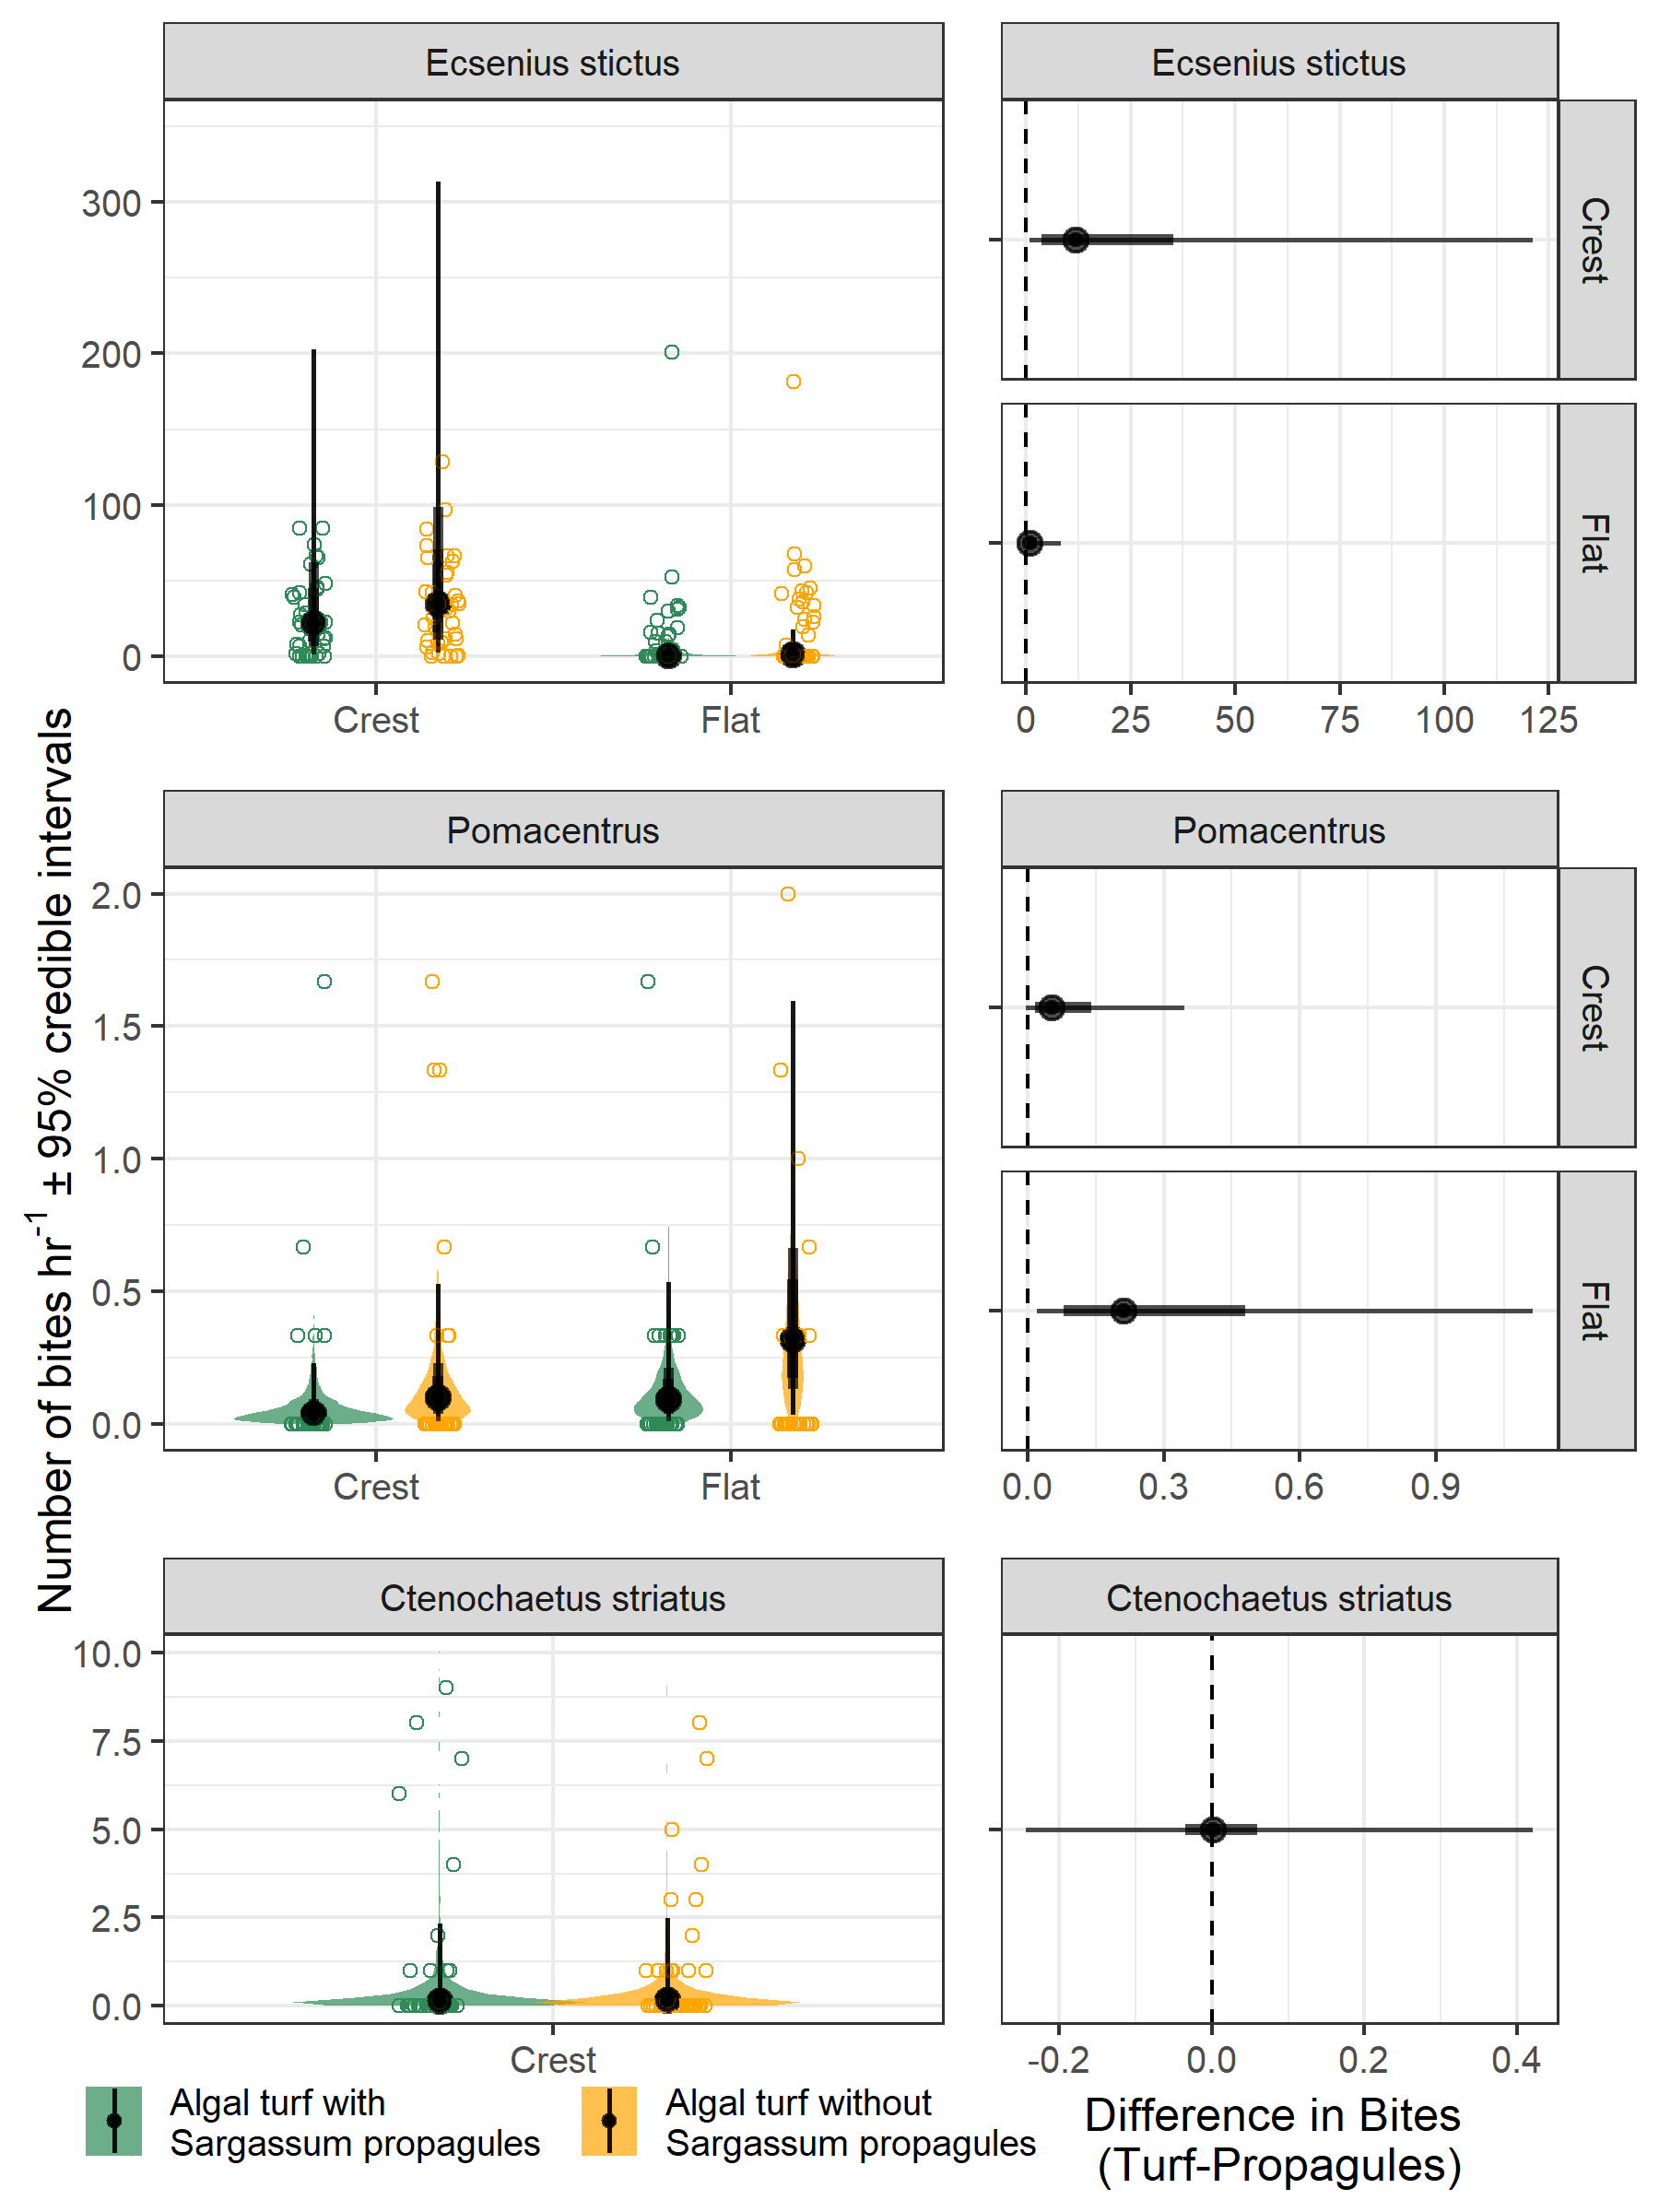 Ecsenius stictus
Ecsenius stictus
300
200
100
0
Crest
Flat
Crest
Flat
0
25
50
75
100
125
Number of bites hr-1 ± 95% credible intervals
Pomacentrus
Pomacentrus
2.0
1.5
1.0
0.5
0.0
Crest
Flat
Crest
Flat
0.0
0.3
0.6
0.9
Ctenochaetus striatus
Ctenochaetus striatus
10.0
7.5
5.0
2.5
0.0
Crest
-0.2
0.0
0.2
0.4
Algal turf with
Sargassum propagules
Algal turf without
Sargassum propagules
Difference in Bites
(Turf-Propagules)